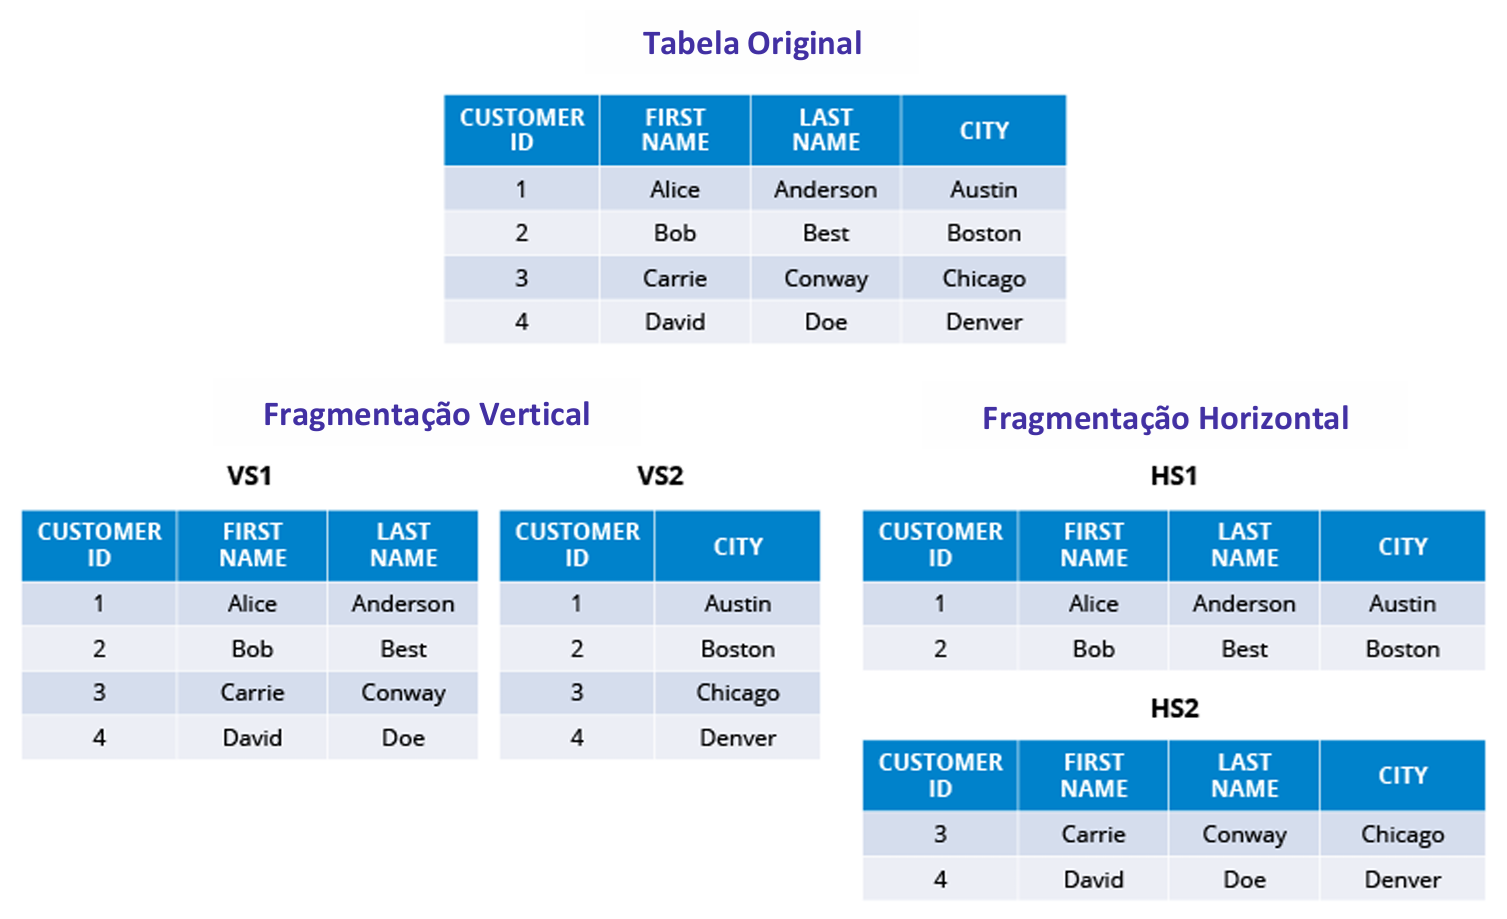 Tabela Original
CUSTOMER ID FIRST NAME LAST NAME CITY
1 Alice Anderson Austin
2 Bob Best Boston
3 Carrie Conway Chicago
4 David Doe Denver
Fragmentação Vertical
VS1
CUSTOMER ID FIRST NAME LAST NAME
1 Alice Anderson
2 Bob Best
3 Carrie Conway
4 David Doe
VS2
CUSTOMER ID CITY
1 Austin
2 Boston
3 Chicago
4 Denver
Fragmentação Horizontal
HS1
CUSTOMER ID FIRST NAME LAST NAME CITY
1 Alice Anderson Austin
2 Bob Best Boston
HS2
CUSTOMER ID FIRST NAME LAST NAME CITY
3 Carrie Conway Chicago
4 David Doe Denver